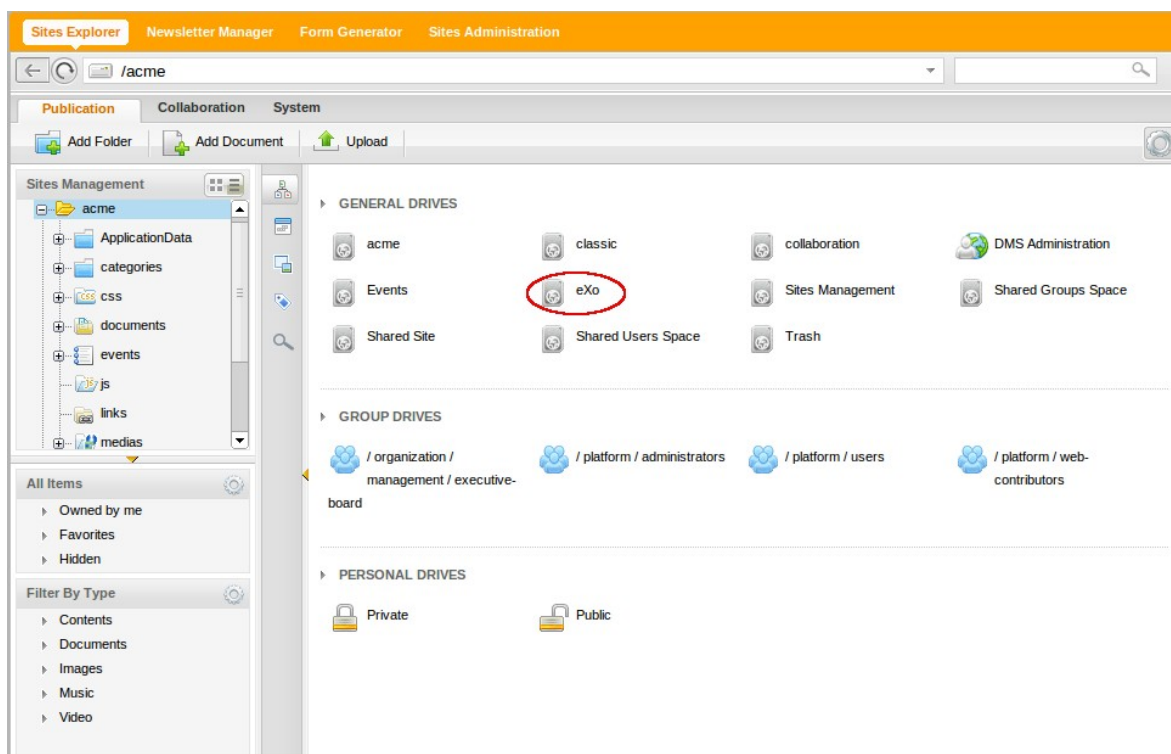 Sites Explorer Newsletter Manager Form Generator Sites Administration
/acme
Publication Collaboration System
Add Folder Add Document Upload
Sites Management
acme
ApplicationData
categories
css
documents
events
js
links
medias
All Items
Owned by me
Favorites
Hidden
Filter By Type
Contents
Documents
Images
Music
Video
GENERAL DRIVES
acme classic collaboration DMS Administration
Events eXo Sites Management Shared Groups Space
Shared Site Shared Users Space Trash
GROUP DRIVES
/ organization / management / executive-board
/ platform / administrators
/ platform / users
/ platform / web-contributors
PERSONAL DRIVES
Private Public